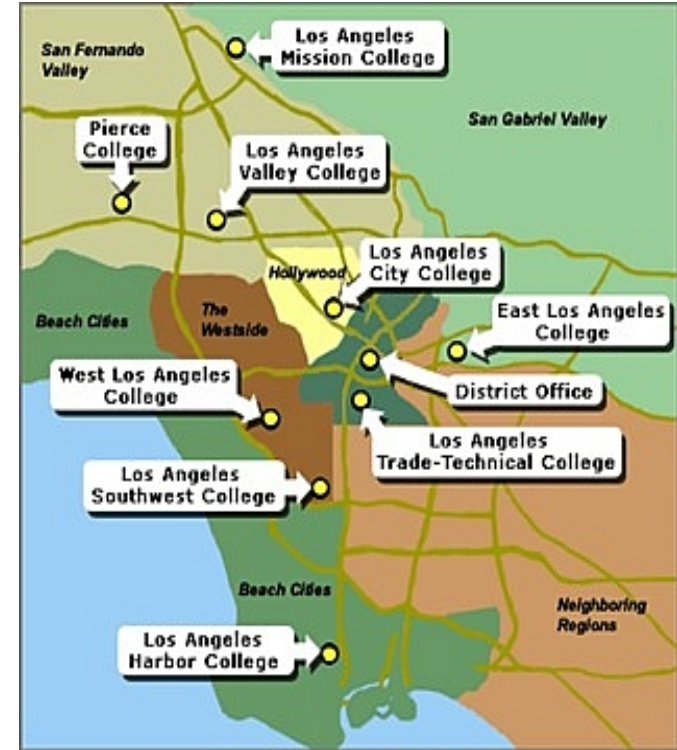 Los Angeles
Mission College
San Fernando
Valley
San Gabriel Valley
Pierce
College
Los Angeles
Valley College
Hollywood
Los Angeles
City College
The
Westside
Beach Cities
East Los Angeles
College
West Los Angeles
College
District Office
Los Angeles
Trade-Technical College
Los Angeles
Southwest College
Beach Cities
Neighboring
Regions
Los Angeles
Harbor College